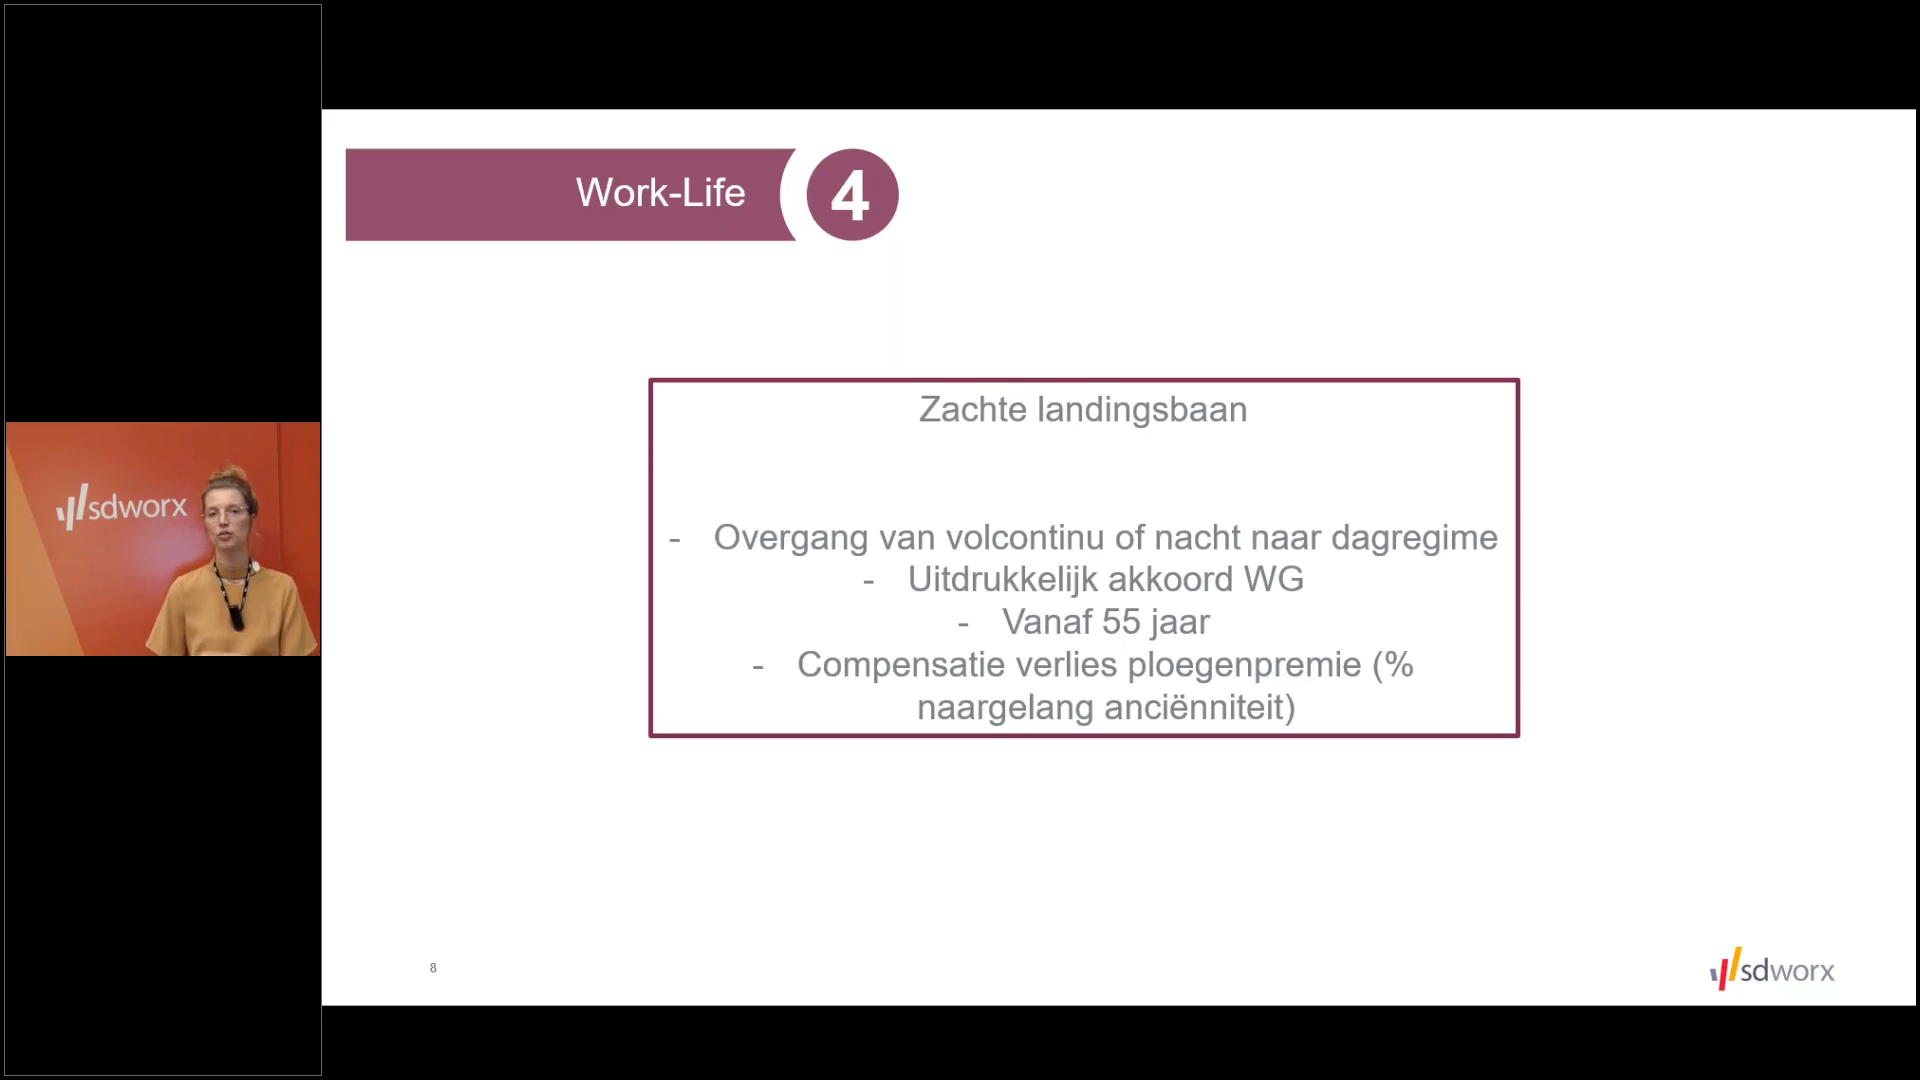 Work-Life
4
Zachte landingsbaan
- Overgang van volcontinu of nacht naar dagregime
- Uitdrukkelijk akkoord WG
- Vanaf 55 jaar
- Compensatie verlies ploegenpremie (%
naargelang anciënniteit)
sdworx
8
sdworx